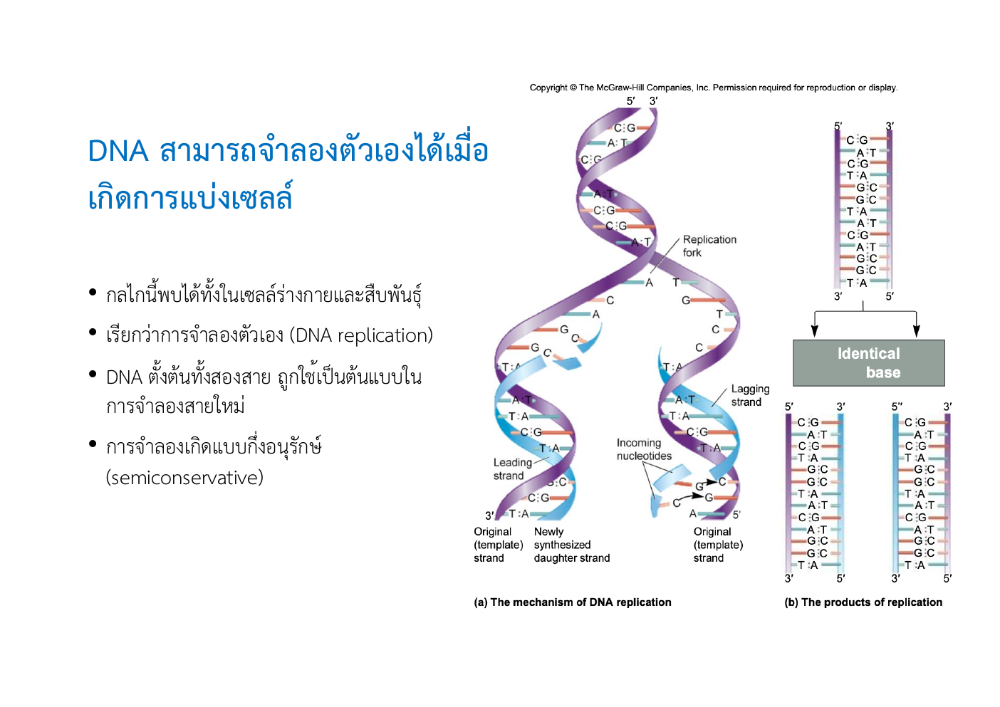 Copyright © The McGraw-Hill Companies, Inc. Permission required for reproduction or display.
DNA สามารถจำลองตัวเองได้เมื่อ
เกิดการแบ่งเซลล์
• กลไกนี้พบได้ทั้งในเซลล์ร่างกายและสืบพันธุ์
• เรียกว่าการจำลองตัวเอง (DNA replication)
• DNA ตั้งต้นทั้งสองสาย ถูกใช้เป็นต้นแบบใน
การจำลองสายใหม่
• การจำลองเกิดแบบกึ่งอนุรักษ์
(semiconservative)
5′ 3′
C:G
A:T
C:G
A:T
C:G
C:G
A:T
Replication
fork
A T
C G
A T
G C
C
G C
C
T:A T:A
Lagging
strand
A:T A:T
T:A T:A
C:G C:G
T:A T:A
Incoming
nucleotides
Leading
strand
G:C G C
C:G C G
3′ T:A A 5′
Original
(template)
strand
Newly
synthesized
daughter strand
Original
(template)
strand
(a) The mechanism of DNA replication
5′ 3′
C:G
A:T
C:G
T:A
G:C
G:C
T:A
A:T
C:G
A:T
G:C
G:C
T:A
3′ 5′
Identical
base
5′ 3′ 5″ 3′
C:G C:G
A:T A:T
C:G C:G
T:A T:A
G:C G:C
G:C G:C
T:A T:A
A:T A:T
C:G C:G
A:T A:T
G:C G:C
G:C G:C
T:A T:A
3′ 5′ 3′ 5′
(b) The products of replication